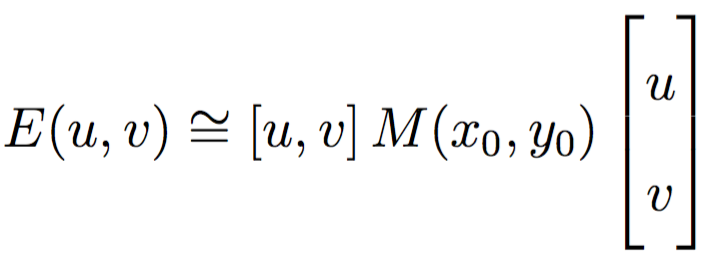 E(u, v) ≅ [u, v] M(x₀, y₀) [u
v]